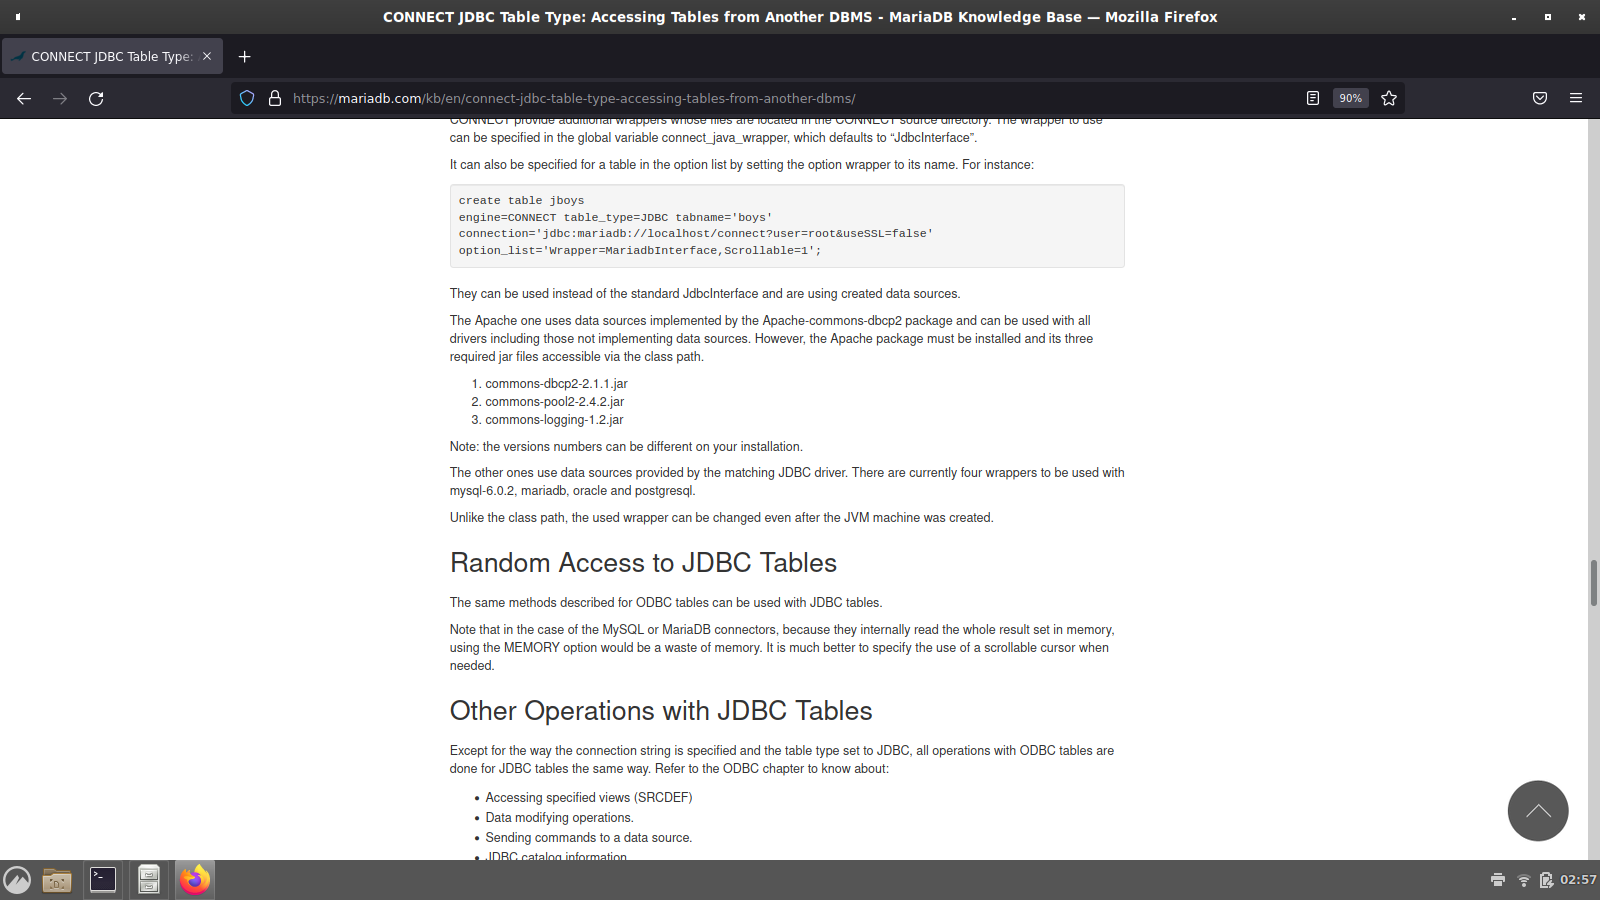 CONNECT JDBC Table Type: Accessing Tables from Another DBMS - MariaDB Knowledge Base — Mozilla Firefox
CONNECT JDBC Table Type:
https://mariadb.com/kb/en/connect-jdbc-table-type-accessing-tables-from-another-dbms/
90%
CONNECT provide additional wrappers whose files are located in the CONNECT source directory. The wrapper to use
can be specified in the global variable connect_java_wrapper, which defaults to “JdbcInterface”.
It can also be specified for a table in the option list by setting the option wrapper to its name. For instance:
create table jboys
engine=CONNECT table_type=JDBC tabname='boys'
connection='jdbc:mariadb://localhost/connect?user=root&useSSL=false'
option_list='Wrapper=MariadbInterface,Scrollable=1';
They can be used instead of the standard JdbcInterface and are using created data sources.
The Apache one uses data sources implemented by the Apache-commons-dbcp2 package and can be used with all
drivers including those not implementing data sources. However, the Apache package must be installed and its three
required jar files accessible via the class path.
1. commons-dbcp2-2.1.1.jar
2. commons-pool2-2.4.2.jar
3. commons-logging-1.2.jar
Note: the versions numbers can be different on your installation.
The other ones use data sources provided by the matching JDBC driver. There are currently four wrappers to be used with
mysql-6.0.2, mariadb, oracle and postgresql.
Unlike the class path, the used wrapper can be changed even after the JVM machine was created.
Random Access to JDBC Tables
The same methods described for ODBC tables can be used with JDBC tables.
Note that in the case of the MySQL or MariaDB connectors, because they internally read the whole result set in memory,
using the MEMORY option would be a waste of memory. It is much better to specify the use of a scrollable cursor when
needed.
Other Operations with JDBC Tables
Except for the way the connection string is specified and the table type set to JDBC, all operations with ODBC tables are
done for JDBC tables the same way. Refer to the ODBC chapter to know about:
• Accessing specified views (SRCDEF)
• Data modifying operations.
• Sending commands to a data source.
• JDBC catalog information
02:57